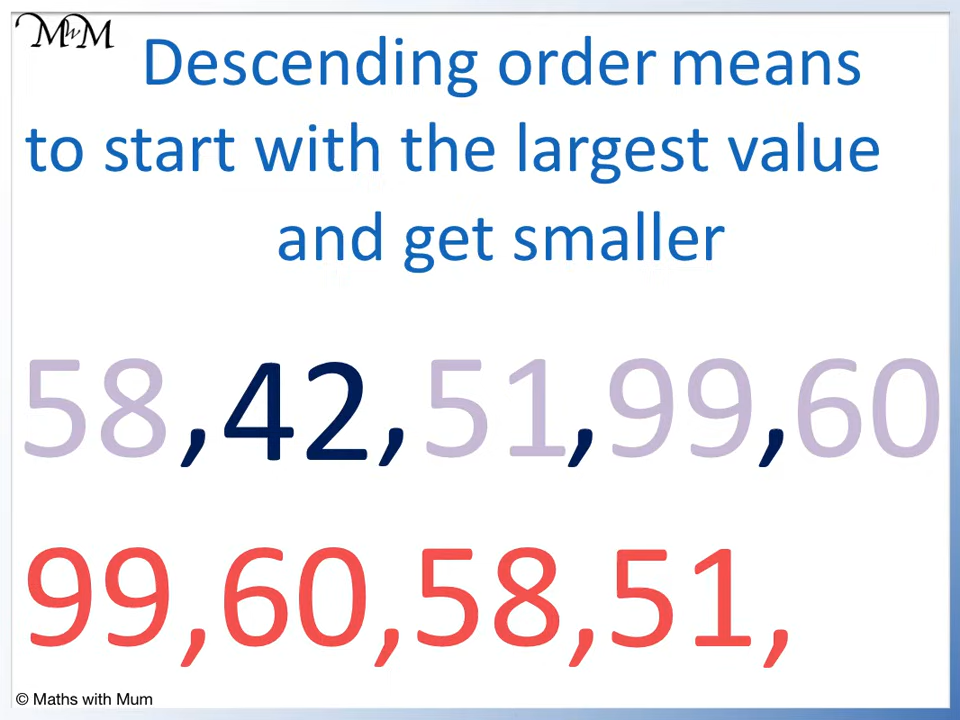 MwM
Descending order means
to start with the largest value
and get smaller
58, 42, 51, 99, 60
99, 60, 58, 51,
© Maths with Mum